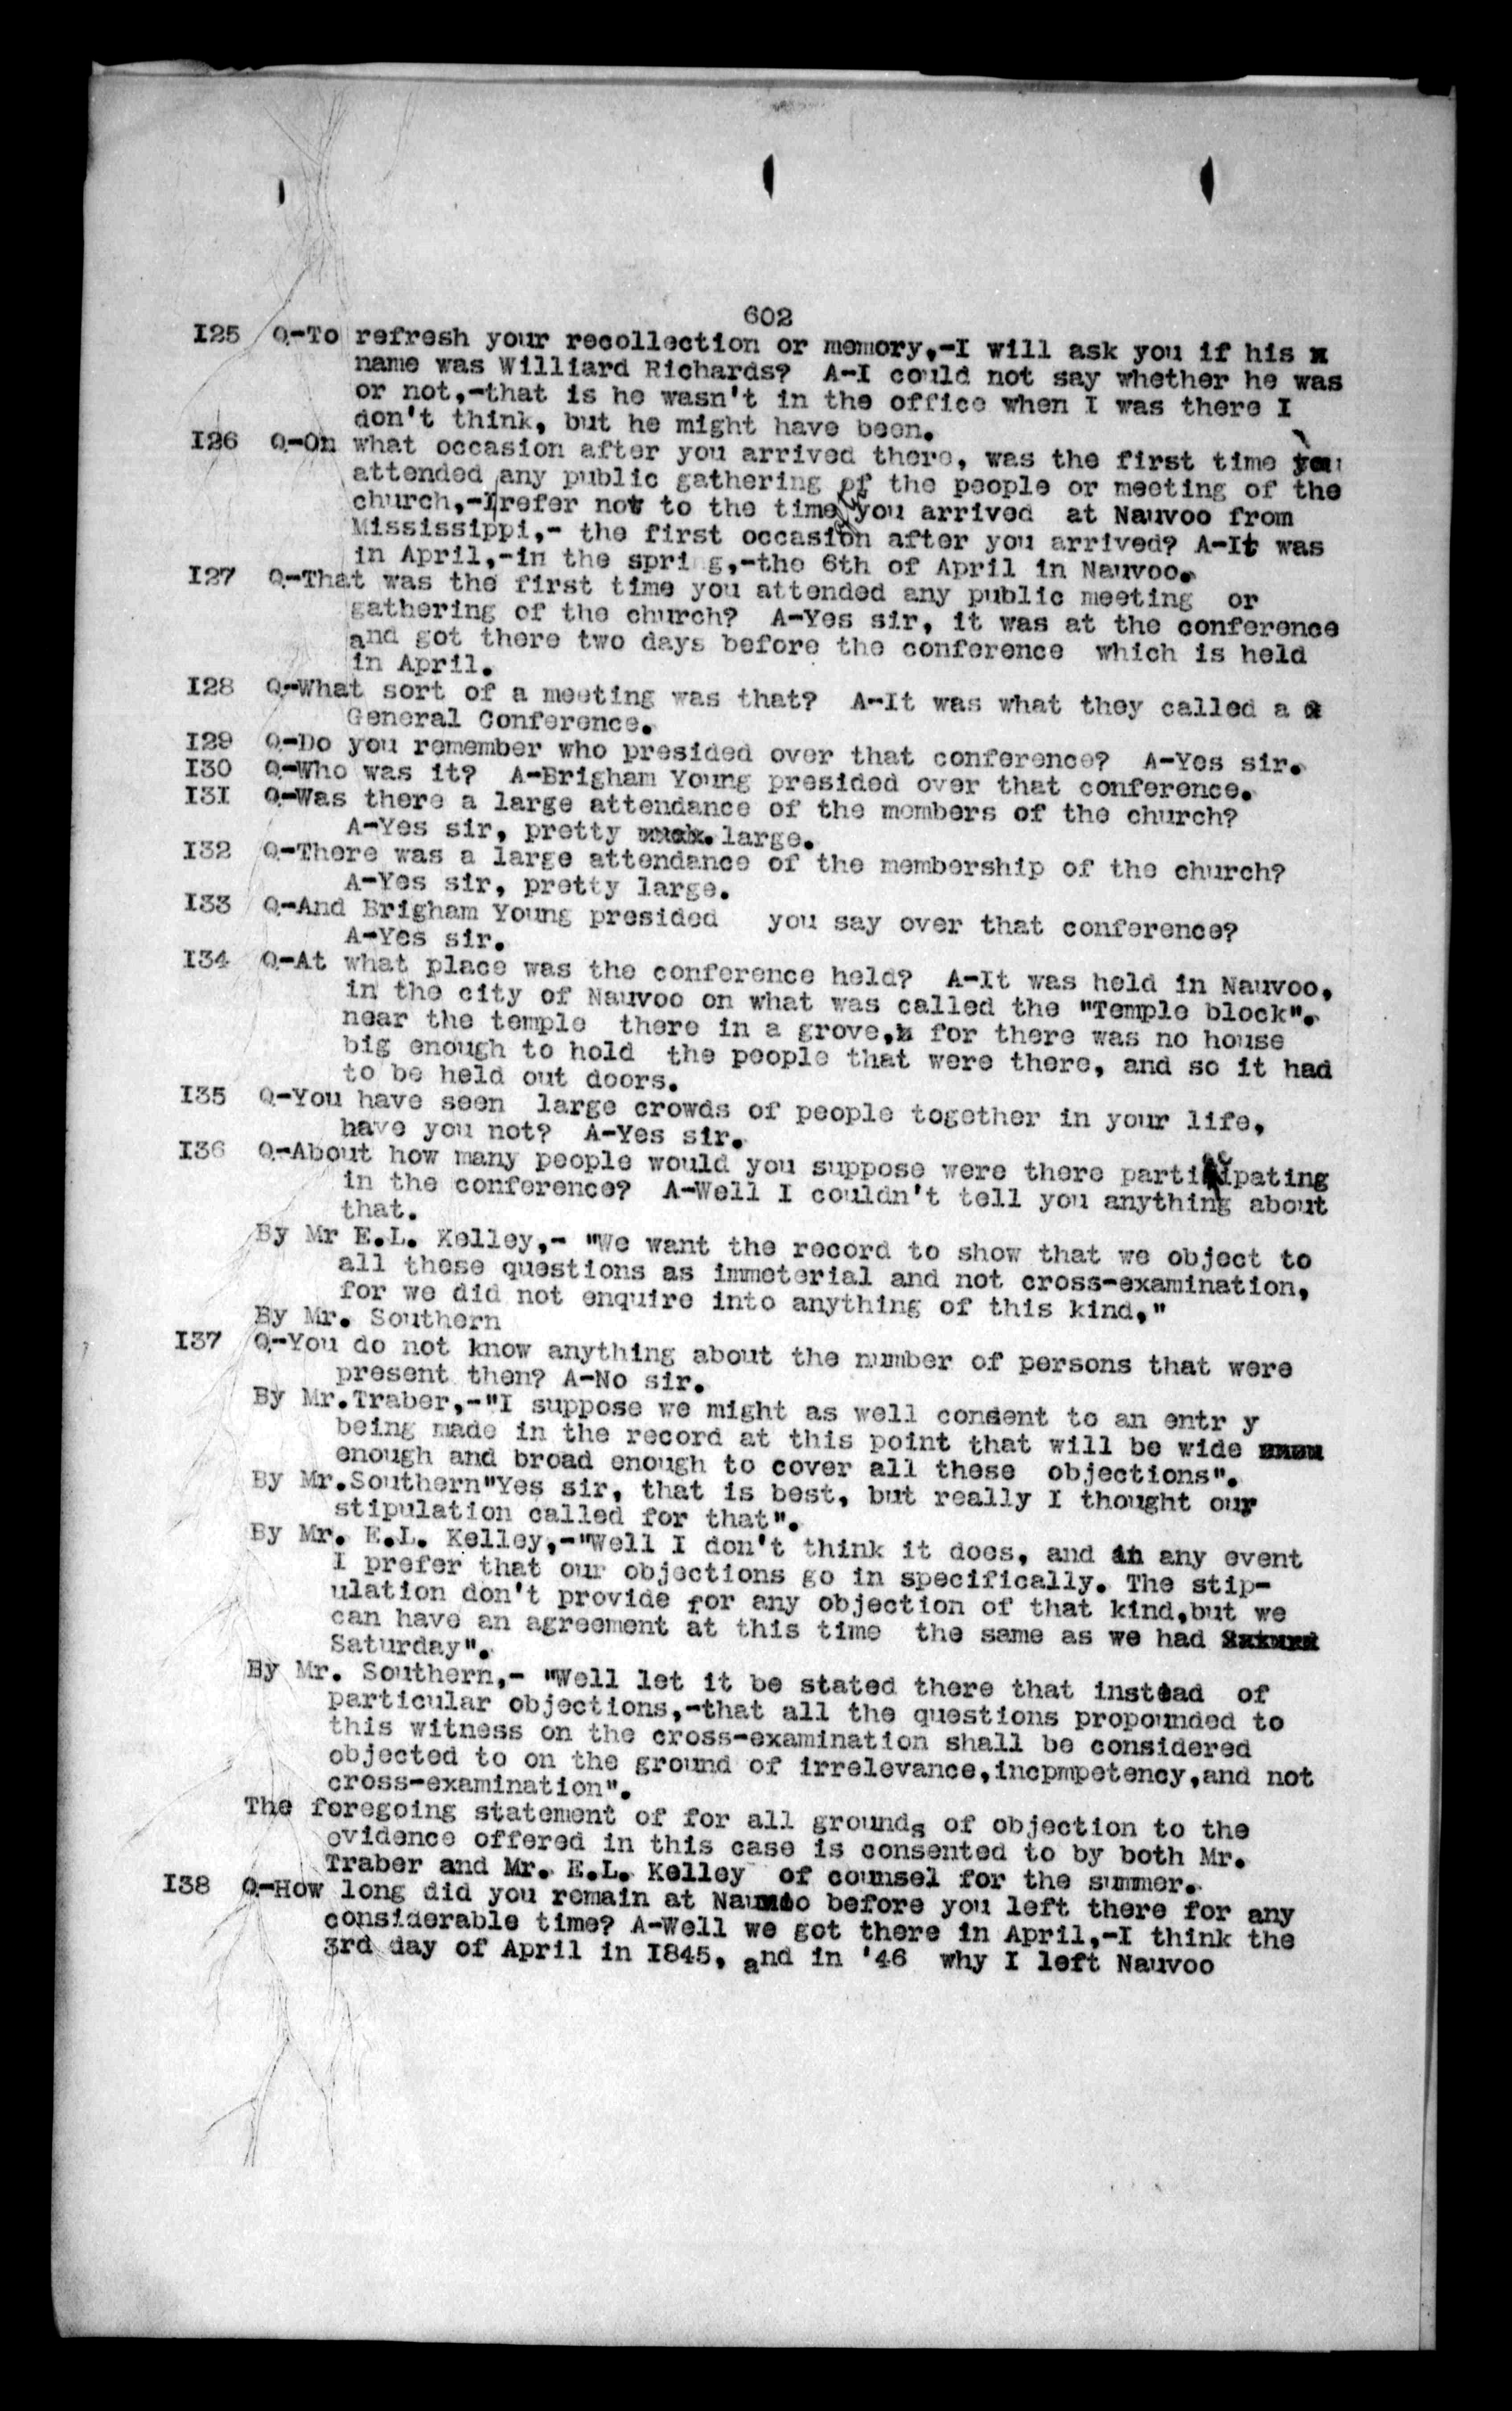 602
I25 Q-To refresh your recollection or memory,-I will ask you if his x
name was Williard Richards? A-I could not say whether he was
or not,-that is he wasn't in the office when I was there I
don't think, but he might have been.
I26 Q-On what occasion after you arrived there, was the first time you
attended any public gathering of the people or meeting of the
church,-I refer now to the time you arrived at Nauvoo from
Mississippi,- the first occasion after you arrived? A-It was
in April,-in the spri g,-the 6th of April in Nauvoo.
I27 Q-That was the first time you attended any public meeting or
gathering of the church? A-Yes sir, it was at the conference
and got there two days before the conference which is held
in April.
I28 Q-What sort of a meeting was that? A-It was what they called a
General Conference.
I29 Q-Do you remember who presided over that conference? A-Yes sir.
I30 Q-Who was it? A-Brigham Young presided over that conference.
I31 Q-Was there a large attendance of the members of the church?
A-Yes sir, pretty large.
I32 Q-There was a large attendance of the membership of the church?
A-Yes sir, pretty large.
I33 Q-And Brigham Young presided you say over that conference?
A-Yes sir.
I34 Q-At what place was the conference held? A-It was held in Nauvoo,
in the city of Nauvoo on what was called the "Temple block".
near the temple there in a grove, for there was no house
big enough to hold the people that were there, and so it had
to be held out doors.
I35 Q-You have seen large crowds of people together in your life,
have you not? A-Yes sir.
I36 Q-About how many people would you suppose were there participating
in the conference? A-Well I couldn't tell you anything about
that.
By Mr E.L. Kelley,- "We want the record to show that we object to
all these questions as immeterial and not cross-examination,
for we did not enquire into anything of this kind,"
By Mr. Southern
I37 Q-You do not know anything about the number of persons that were
present then? A-No sir.
By Mr.Traber,-"I suppose we might as well consent to an entr y
being made in the record at this point that will be wide
enough and broad enough to cover all these objections".
By Mr.Southern"Yes sir, that is best, but really I thought our
stipulation called for that".
By Mr. E.L. Kelley,-"Well I don't think it does, and in any event
I prefer that our objections go in specifically. The stip-
ulation don't provide for any objection of that kind,but we
can have an agreement at this time the same as we had
Saturday".
By Mr. Southern,- "Well let it be stated there that instead of
particular objections,-that all the questions propounded to
this witness on the cross-examination shall be considered
objected to on the ground of irrelevance,incpmpetency,and not
cross-examination".
The foregoing statement of for all grounds of objection to the
evidence offered in this case is consented to by both Mr.
Traber and Mr. E.L. Kelley of counsel for the summer.
I38 Q-How long did you remain at Nauvoo before you left there for any
considerable time? A-Well we got there in April,-I think the
3rd day of April in I845, and in '46 why I left Nauvoo